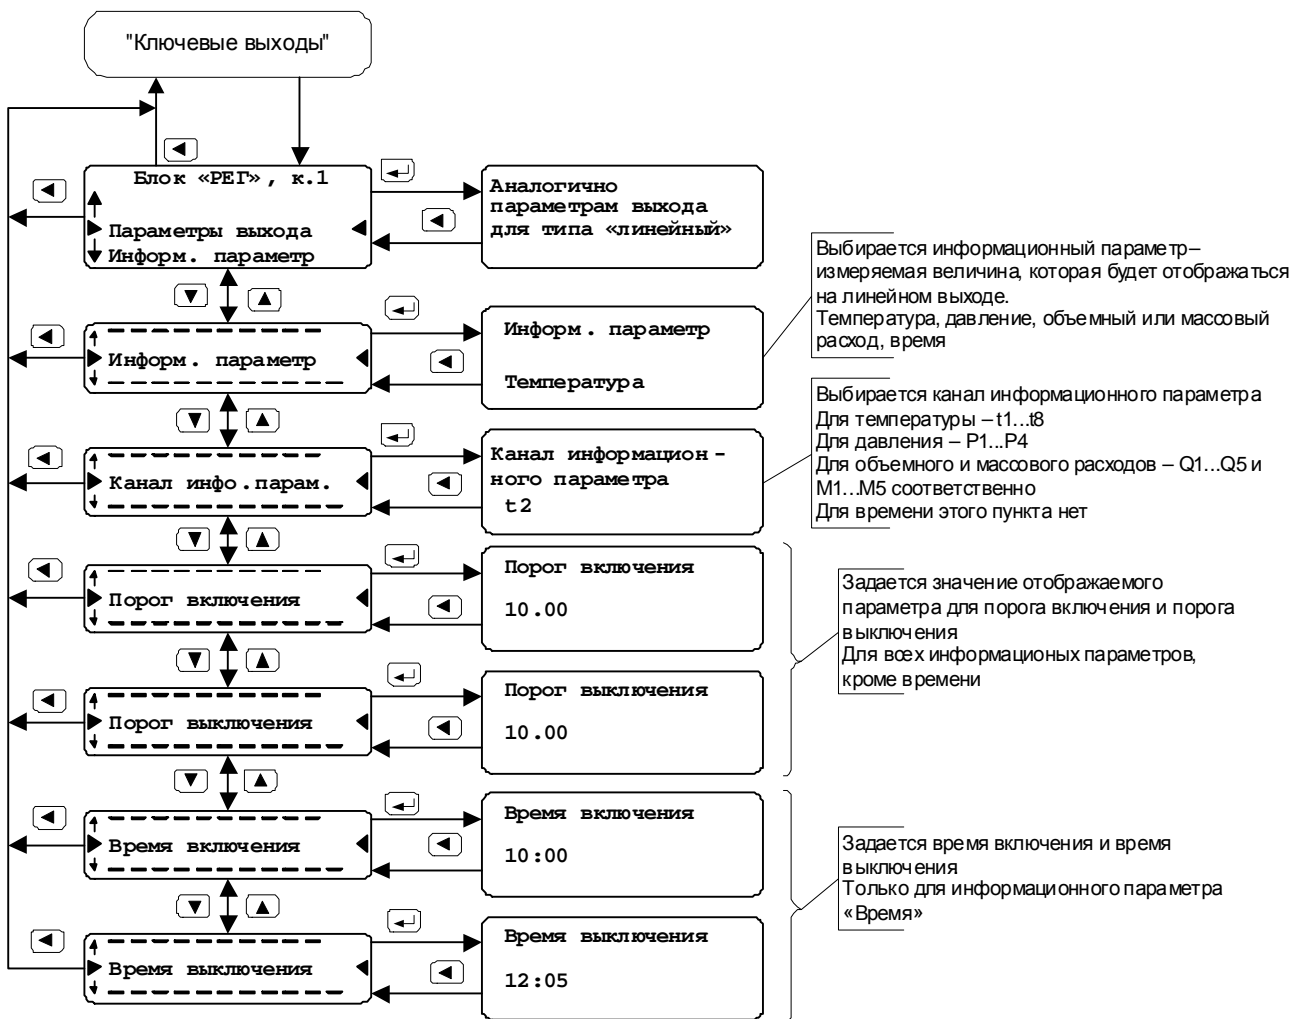 "Ключевые выходы"
Блок «РЕГ», к.1
Параметры выхода
Информ. параметр
Аналогично
параметрам выхода
для типа «линейный»
Выбирается информационный параметр–
измеряемая величина, которая будет отображаться
на линейном выходе.
Температура, давление, объемный или массовый
расход, время
Информ. параметр
Информ. параметр
Температура
Выбирается канал информационного параметра
Для температуры – t1...t8
Для давления – P1...P4
Для объемного и массового расходов – Q1...Q5 и
M1...M5 соответственно
Для времени этого пункта нет
Канал инфо.парам.
Канал информацион-
ного параметра
t2
Порог включения
Порог включения
10.00
Задается значение отображаемого
параметра для порога включения и порога
выключения
Для всех информационых параметров,
кроме времени
Порог выключения
Порог выключения
10.00
Время включения
Время включения
10:00
Задается время включения и время
выключения
Только для информационного параметра
«Время»
Время выключения
Время выключения
12:05